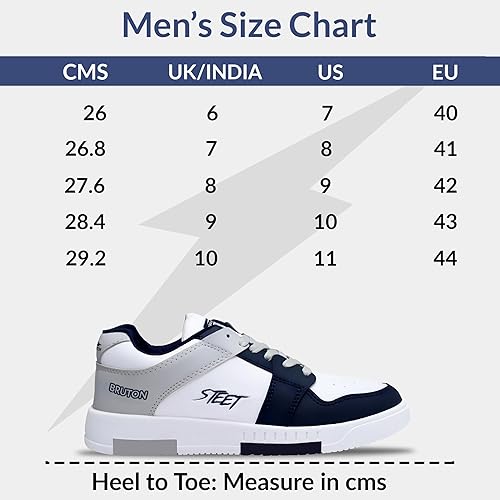 Men's Size Chart
CMS UK/INDIA US EU
26 6 7 40
26.8 7 8 41
27.6 8 9 42
28.4 9 10 43
29.2 10 11 44
BRUTON
STEET
Heel to Toe: Measure in cms